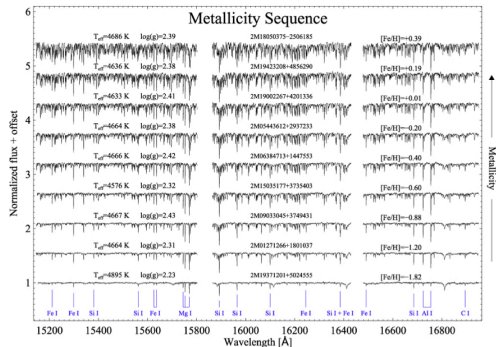 Metallicity Sequence
6
5
4
3
2
1
Normalized flux + offset
Teff=4686 K log(g)=2.39 2M18050375−2506185 [Fe/H]=+0.39
Teff=4636 K log(g)=2.38 2M19423208+4856290 [Fe/H]=+0.19
Teff=4633 K log(g)=2.41 2M19002267+4201336 [Fe/H]=+0.01
Teff=4664 K log(g)=2.38 2M05443612+2937233 [Fe/H]=−0.20
Teff=4666 K log(g)=2.42 2M06384713+1447553 [Fe/H]=−0.40
Teff=4576 K log(g)=2.32 2M15035177+3735403 [Fe/H]=−0.60
Teff=4667 K log(g)=2.43 2M09033045+3749431 [Fe/H]=−0.88
Teff=4664 K log(g)=2.31 2M01271266+1801037 [Fe/H]=−1.20
Teff=4895 K log(g)=2.23 2M19371201+5024555 [Fe/H]=−1.82
Metallicity
Fe I Fe I Si I Si I Fe I Mg I Si I Si I Si I Fe I Si I + Fe I Fe I Si I Al I C I
15200 15400 15600 15800 16000 16200 16400 16600 16800
Wavelength [Å]